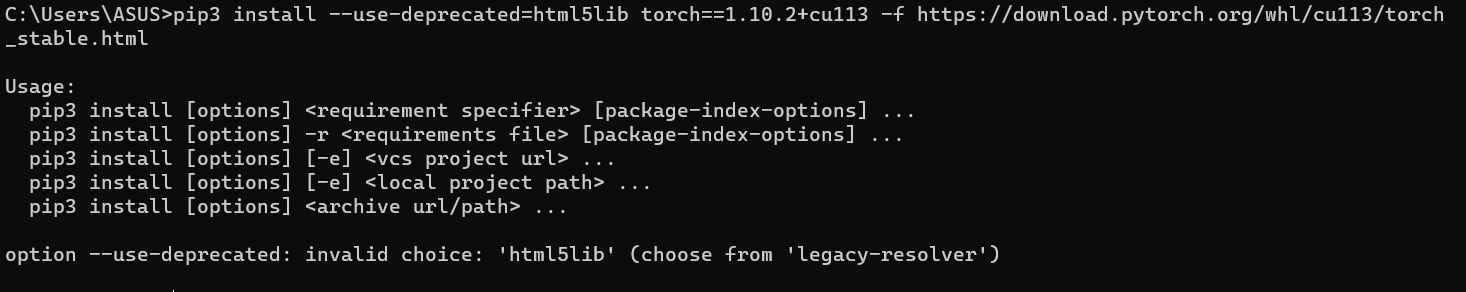 C:\Users\ASUS>pip3 install --use-deprecated=html5lib torch==1.10.2+cu113 -f https://download.pytorch.org/whl/cu113/torch
_stable.html
Usage:
pip3 install [options] <requirement specifier> [package-index-options] ...
pip3 install [options] -r <requirements file> [package-index-options] ...
pip3 install [options] [-e] <vcs project url> ...
pip3 install [options] [-e] <local project path> ...
pip3 install [options] <archive url/path> ...
option --use-deprecated: invalid choice: 'html5lib' (choose from 'legacy-resolver')